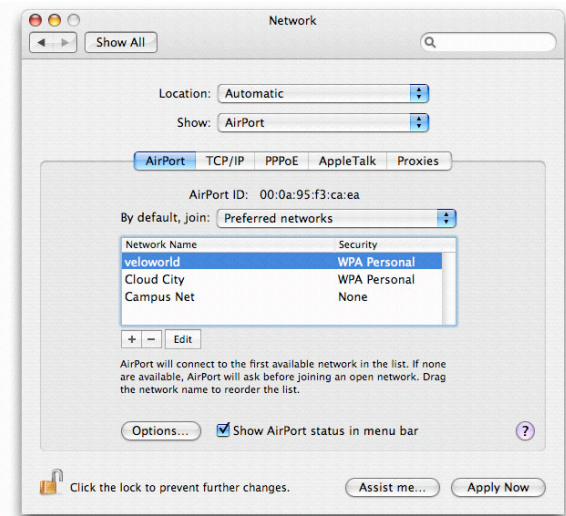 Network
Show All
Location: Automatic
Show: AirPort
AirPort TCP/IP PPPoE AppleTalk Proxies
AirPort ID: 00:0a:95:f3:ca:ea
By default, join: Preferred networks
Network Name Security
veloworld WPA Personal
Cloud City WPA Personal
Campus Net None
+ − Edit
AirPort will connect to the first available network in the list. If none
are available, AirPort will ask before joining an open network. Drag
the network name to reorder the list.
Options... Show AirPort status in menu bar ?
Click the lock to prevent further changes. Assist me... Apply Now